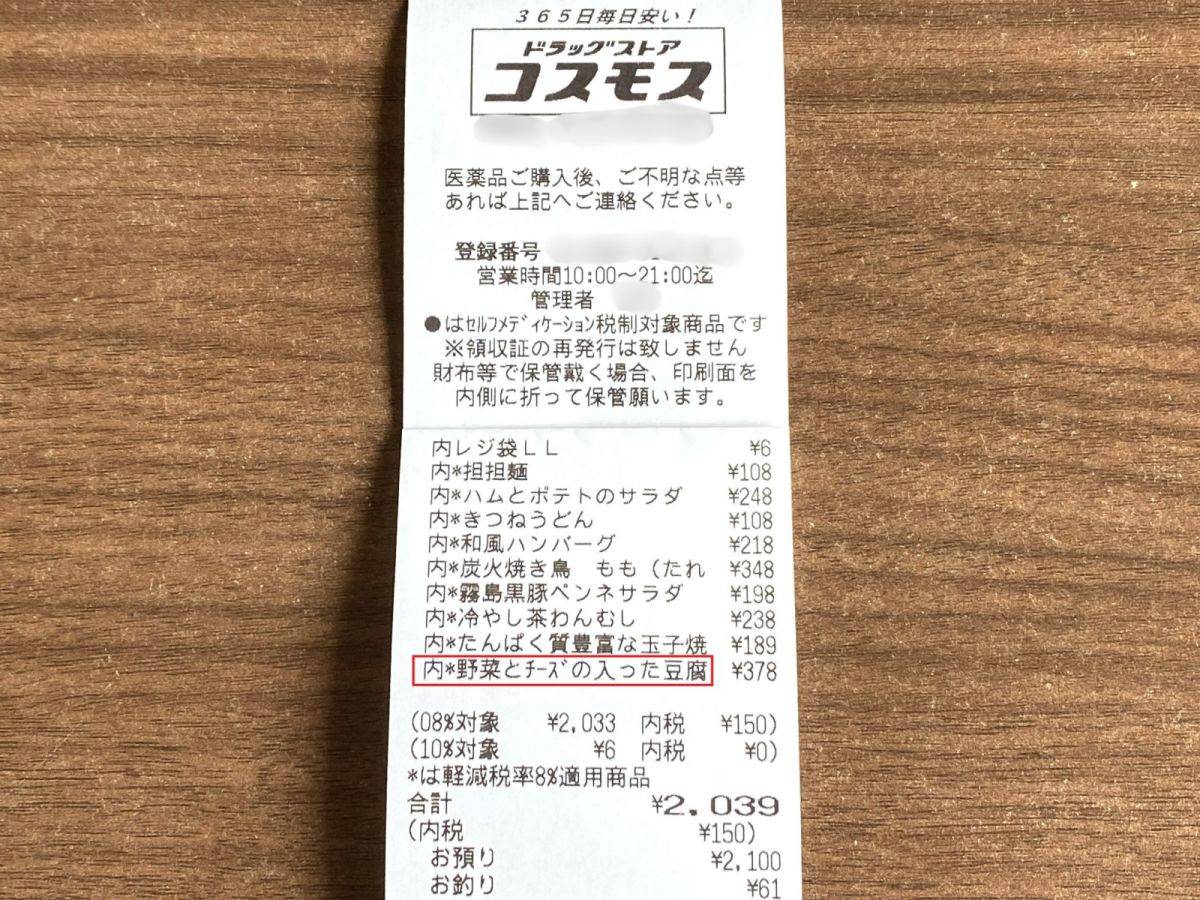 365日毎日安い!
ドラッグストア
コスモス
医薬品ご購入後、ご不明な点等
あれば上記へご連絡ください。
登録番号
営業時間10:00～21:00迄
管理者
●はｾﾙﾌﾒﾃﾞｨｹｰｼｮﾝ税制対象商品です
※領収証の再発行は致しません
財布等で保管戴く場合、印刷面を
内側に折って保管願います。
内レジ袋LL ¥6
内*担担麺 ¥108
内*ハムとポテトのサラダ ¥248
内*きつねうどん ¥108
内*和風ハンバーグ ¥218
内*炭火焼き鳥 もも(たれ ¥348
内*霧島黒豚ペンネサラダ ¥198
内*冷やし茶わんむし ¥238
内*たんぱく質豊富な玉子焼 ¥189
内*野菜とﾁｰｽﾞの入った豆腐 ¥378
(08%対象 ¥2,033 内税 ¥150)
(10%対象 ¥6 内税 ¥0)
*は軽減税率8%適用商品
合計 ¥2,039
(内税 ¥150)
お預り ¥2,100
お釣り ¥61